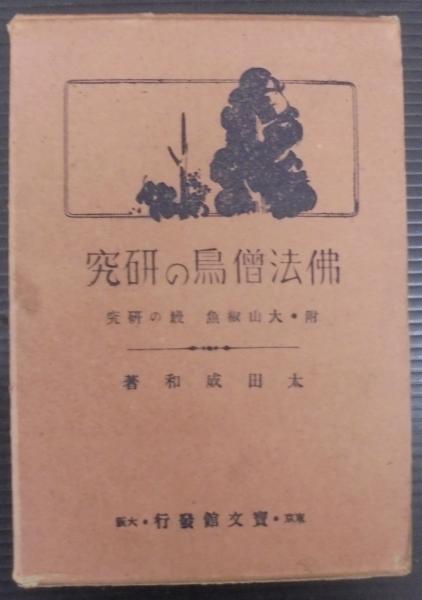 佛法僧鳥の研究
附・大山椒魚 鰻の研究
太田成和著
東京・寶文館發行・大阪